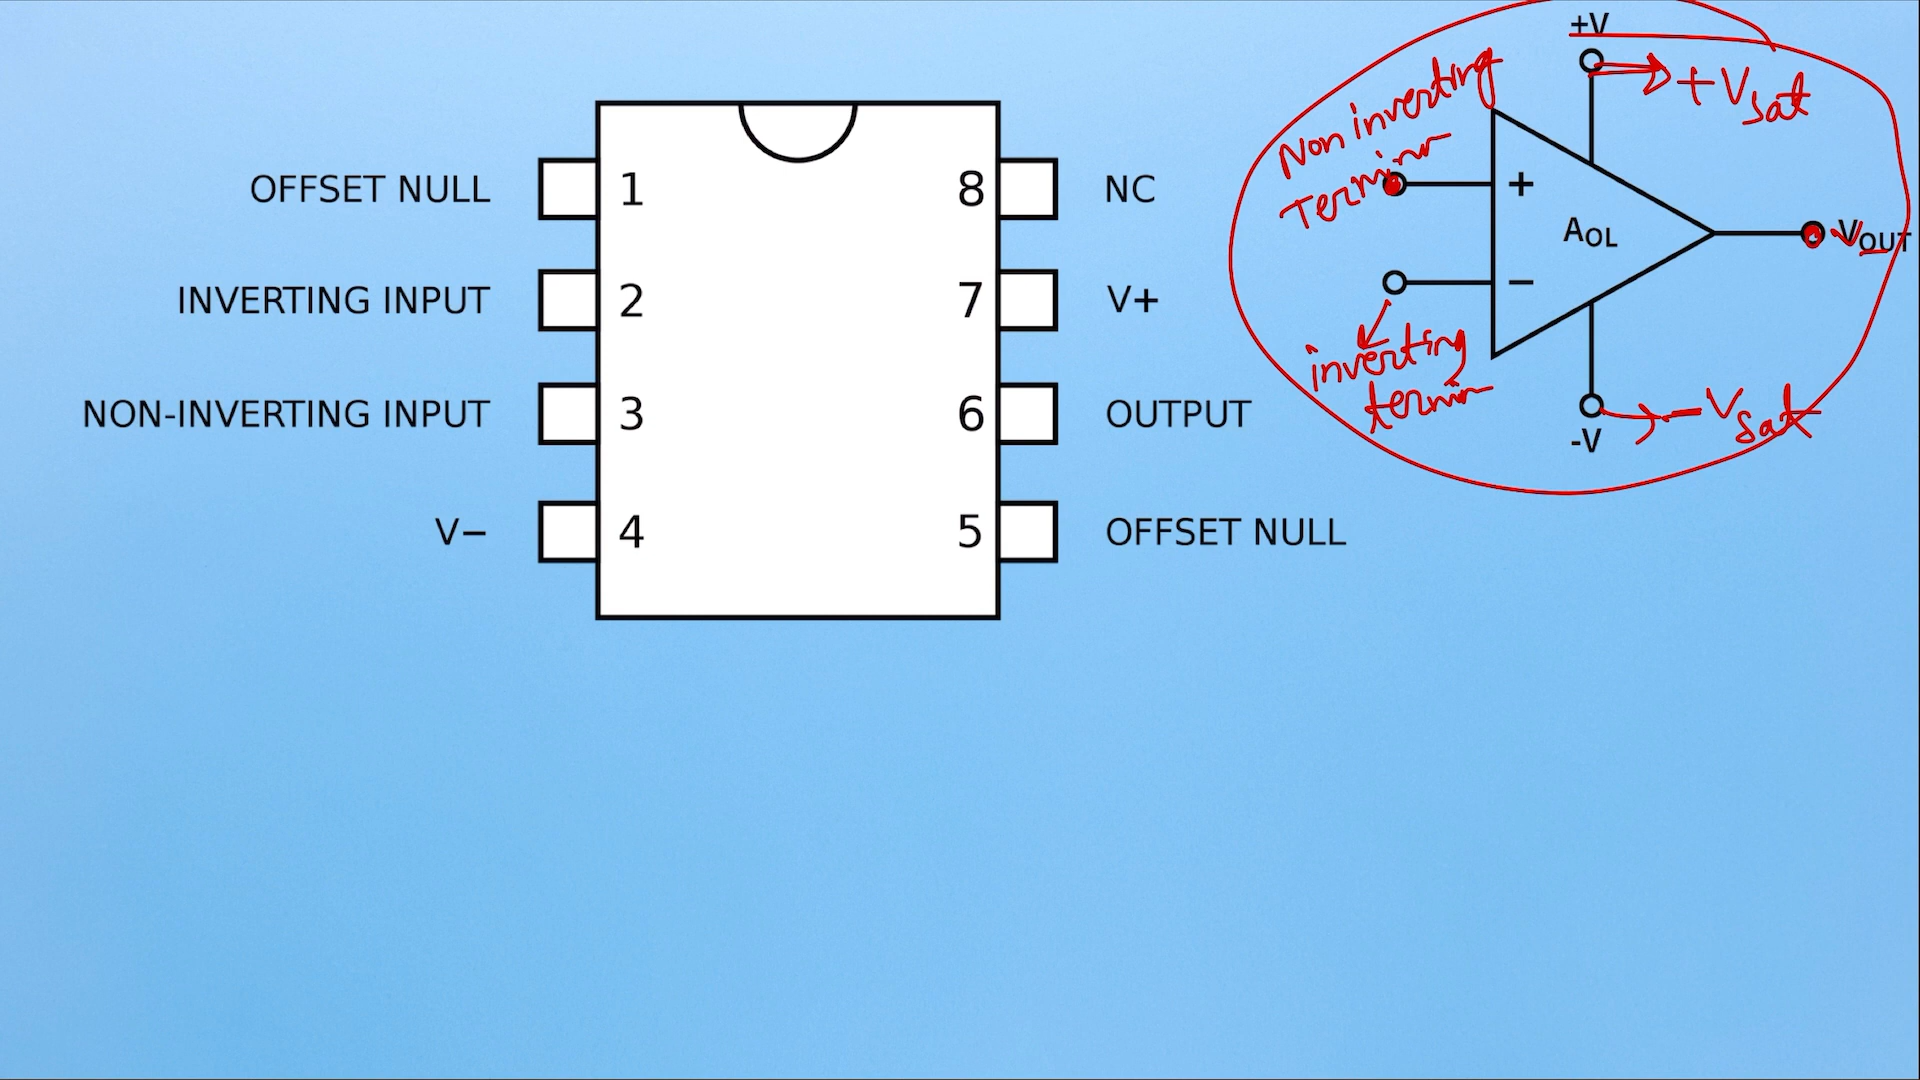 OFFSET NULL 1 8 NC
INVERTING INPUT 2 7 V+
NON-INVERTING INPUT 3 6 OUTPUT
V− 4 5 OFFSET NULL
+V
+Vsat
Non inverting
+
AOL
VOUT
−
inverting
-V
-Vsat